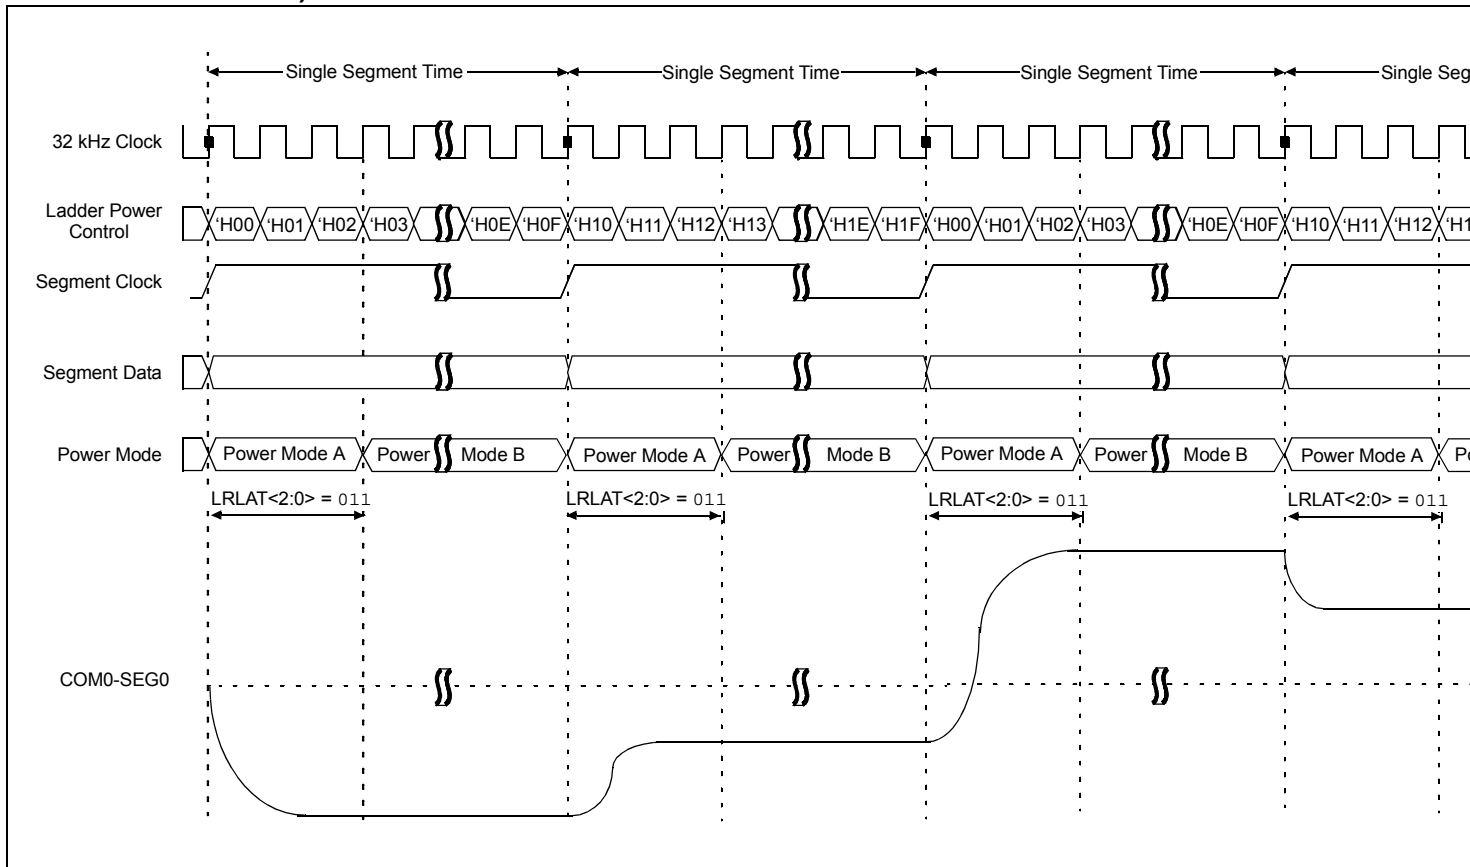 Single Segment Time Single Segment Time Single Segment Time Single Seg
32 kHz Clock
Ladder Power
Control
‘H00 ‘H01 ‘H02 ‘H03 ‘H0E ‘H0F ‘H10 ‘H11 ‘H12 ‘H13 ‘H1E ‘H1F ‘H00 ‘H01 ‘H02 ‘H03 ‘H0E ‘H0F ‘H10 ‘H11 ‘H12 ‘H1
Segment Clock
Segment Data
Power Mode Power Mode A Power Mode B Power Mode A Power Mode B Power Mode A Power Mode B Power Mode A Po
LRLAT<2:0> = 011 LRLAT<2:0> = 011 LRLAT<2:0> = 011 LRLAT<2:0> = 011
COM0-SEG0